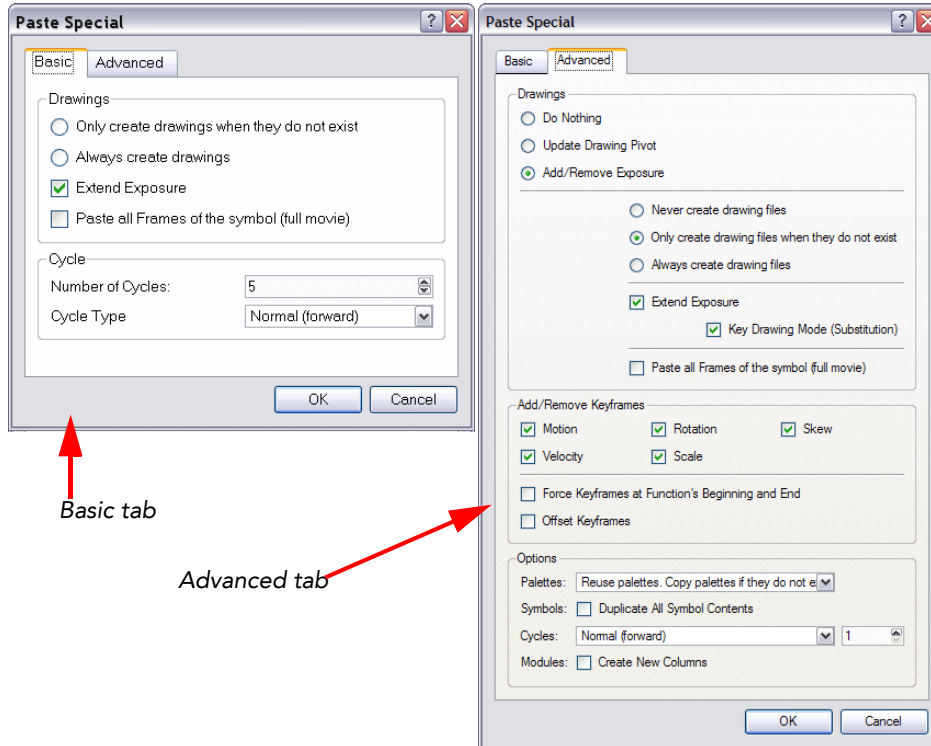 Paste Special
Basic
Advanced
Drawings
Only create drawings when they do not exist
Always create drawings
Extend Exposure
Paste all Frames of the symbol (full movie)
Cycle
Number of Cycles:
5
Cycle Type
Normal (forward)
OK
Cancel
Basic tab
Advanced tab
Paste Special
Basic
Advanced
Drawings
Do Nothing
Update Drawing Pivot
Add/Remove Exposure
Never create drawing files
Only create drawing files when they do not exist
Always create drawing files
Extend Exposure
Key Drawing Mode (Substitution)
Paste all Frames of the symbol (full movie)
Add/Remove Keyframes
Motion
Rotation
Skew
Velocity
Scale
Force Keyframes at Function's Beginning and End
Offset Keyframes
Options
Palettes:
Reuse palettes. Copy palettes if they do not e
Symbols:
Duplicate All Symbol Contents
Cycles:
Normal (forward)
1
Modules:
Create New Columns
OK
Cancel